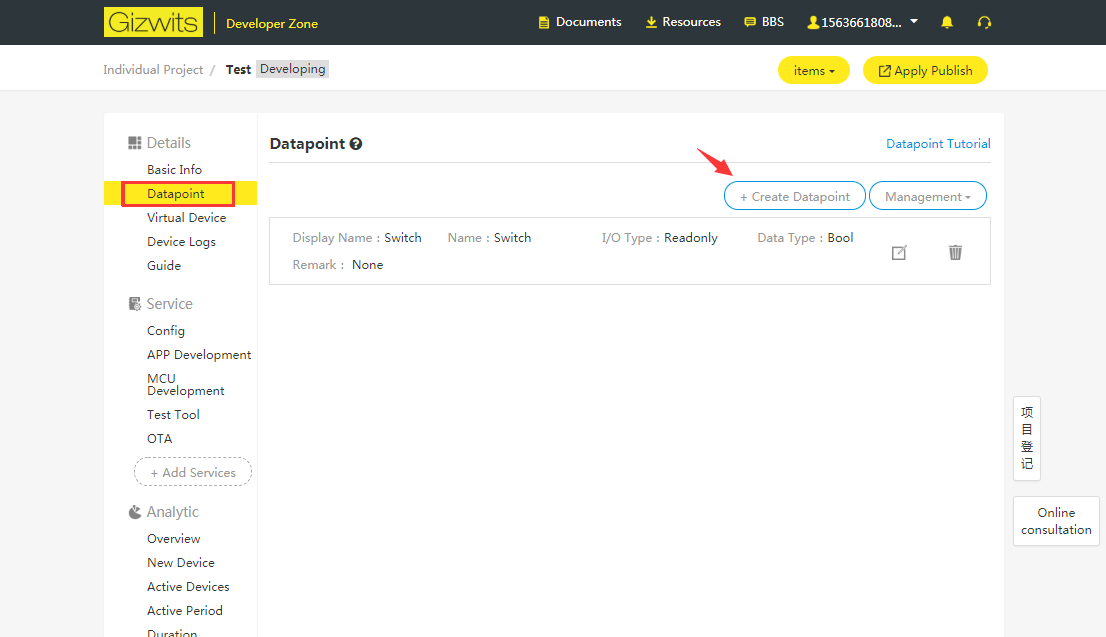 Gizwits Developer Zone Documents Resources BBS 1563661808...
Individual Project / Test Developing items Apply Publish
Details
Basic Info
Datapoint
Virtual Device
Device Logs
Guide
Service
Config
APP Development
MCU
Development
Test Tool
OTA
+ Add Services
Analytic
Overview
New Device
Active Devices
Active Period
Duration
Datapoint ? Datapoint Tutorial
+ Create Datapoint Management
Display Name : Switch Name : Switch I/O Type : Readonly Data Type : Bool
Remark : None
项
目
登
记
Online
consultation